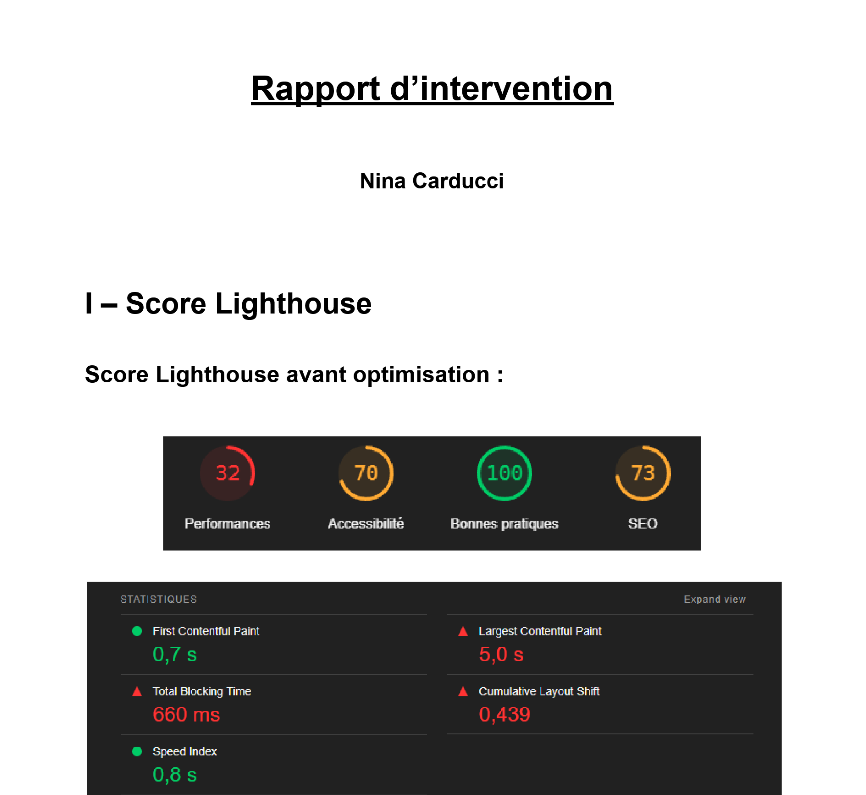 Rapport d’intervention
Nina Carducci
I – Score Lighthouse
Score Lighthouse avant optimisation :
32 70 100 73
Performances Accessibilité Bonnes pratiques SEO
STATISTIQUES Expand view
First Contentful Paint
0,7 s
Largest Contentful Paint
5,0 s
Total Blocking Time
660 ms
Cumulative Layout Shift
0,439
Speed Index
0,8 s